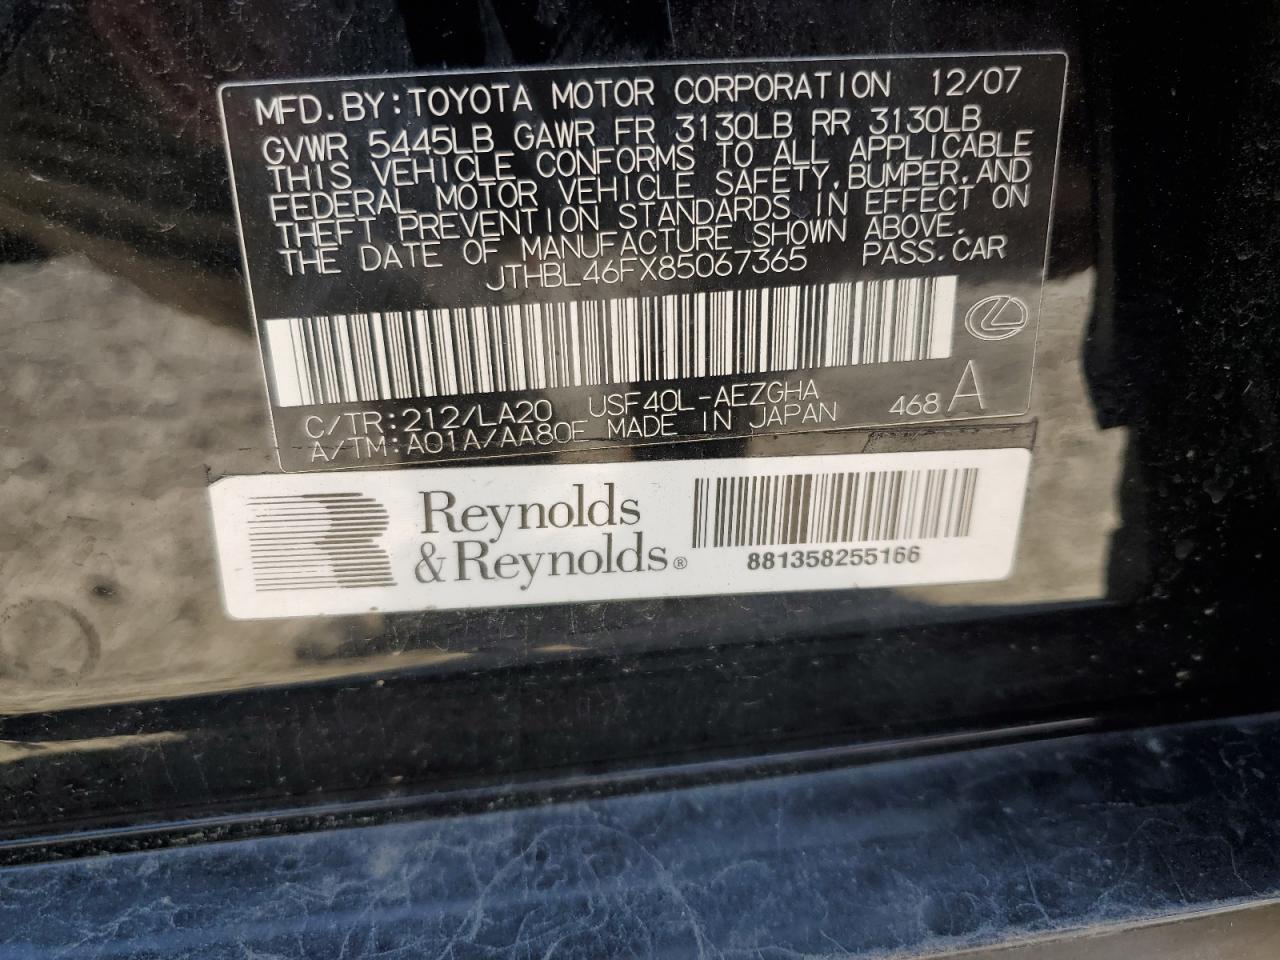 MFD.BY:TOYOTA MOTOR CORPORATION 12/07
GVWR 5445LB GAWR FR 3130LB RR 3130LB
THIS VEHICLE CONFORMS TO ALL APPLICABLE
FEDERAL MOTOR VEHICLE SAFETY,BUMPER,AND
THEFT PREVENTION STANDARDS IN EFFECT ON
THE DATE OF MANUFACTURE SHOWN ABOVE.
JTHBL46FX85067365 PASS.CAR
C/TR:212/LA20 USF40L-AEZGHA 468 A
A/TM:A01A/AA80E MADE IN JAPAN
Reynolds
&Reynolds®
881358255166